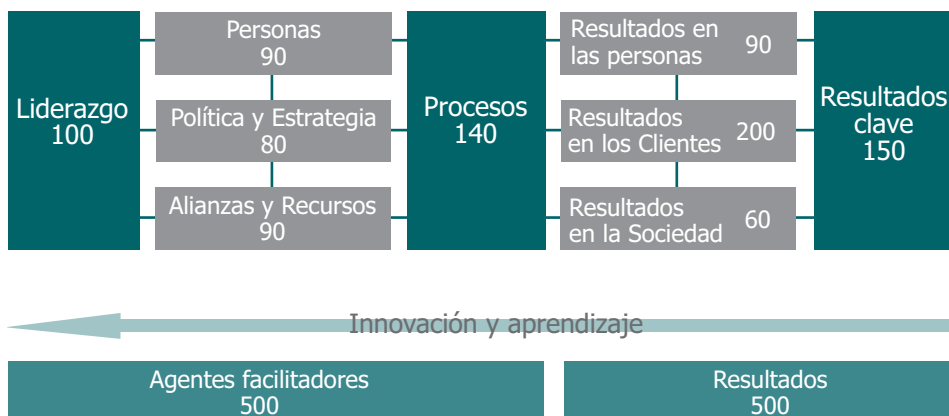 Liderazgo
100
Personas
90
Política y Estrategia
80
Alianzas y Recursos
90
Procesos
140
Resultados en
las personas
90
Resultados
en los Clientes
200
Resultados
en la Sociedad
60
Resultados
clave
150
Innovación y aprendizaje
Agentes facilitadores
500
Resultados
500